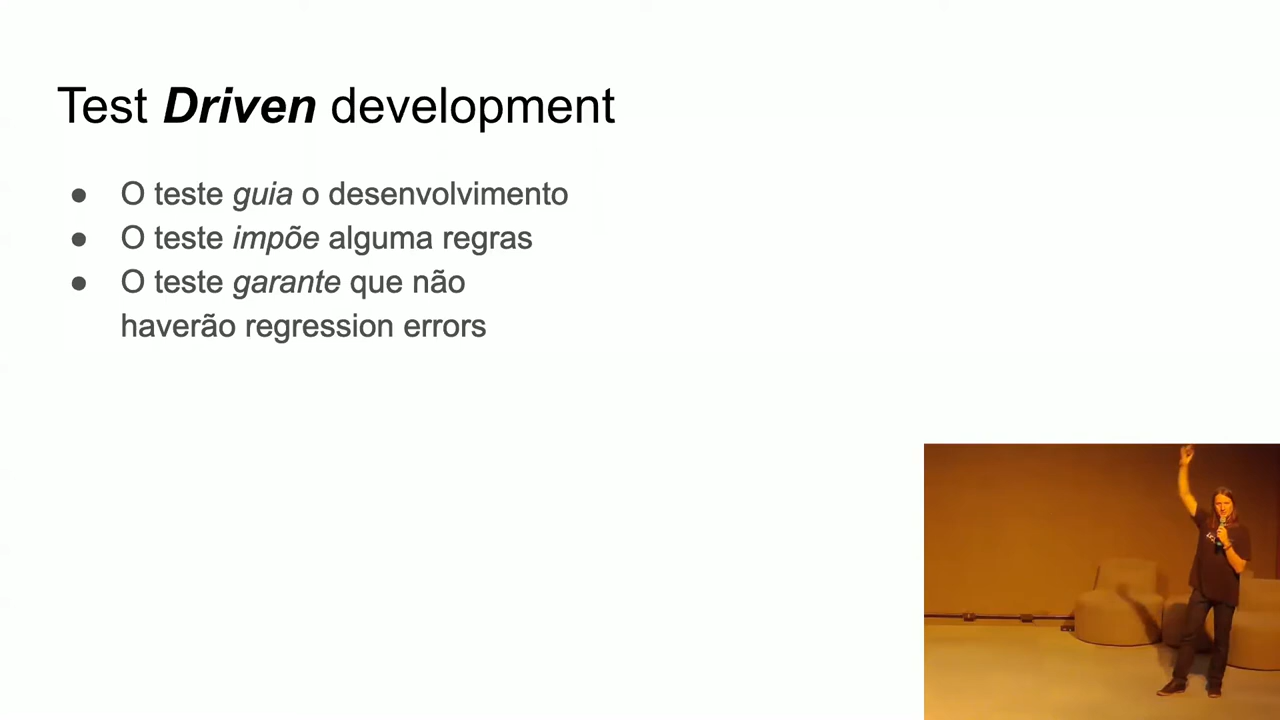 Test Driven development
● O teste guia o desenvolvimento
● O teste impõe alguma regras
● O teste garante que não
haverão regression errors